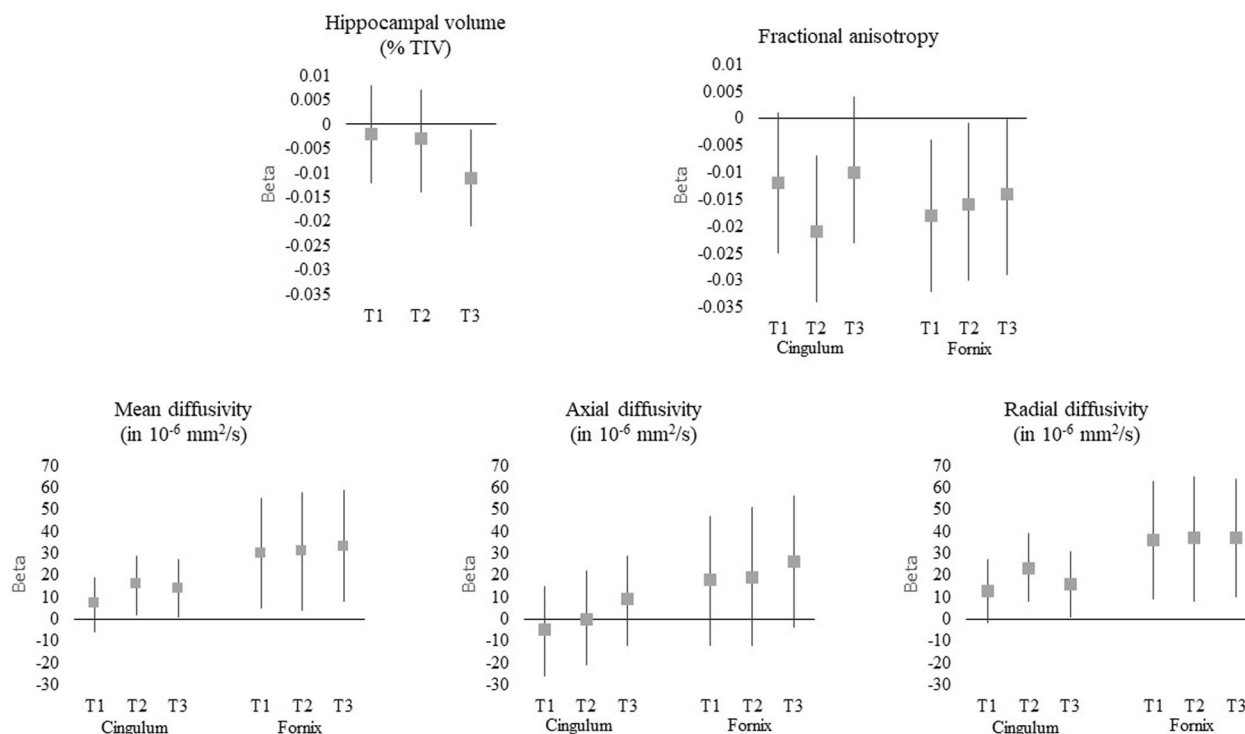 Hippocampal volume
(% TIV)
0.01
0.005
0
-0.005
-0.01
-0.015
-0.02
-0.025
-0.03
-0.035
Beta
T1 T2 T3
Fractional anisotropy
0.01
0.005
0
-0.005
-0.01
-0.015
-0.02
-0.025
-0.03
-0.035
Beta
T1 T2 T3 T1 T2 T3
Cingulum Fornix
Mean diffusivity
(in 10-6 mm2/s)
70
60
50
40
30
20
10
0
-10
-20
-30
Beta
T1 T2 T3 T1 T2 T3
Cingulum Fornix
Axial diffusivity
(in 10-6 mm2/s)
70
60
50
40
30
20
10
0
-10
-20
-30
Beta
T1 T2 T3 T1 T2 T3
Cingulum Fornix
Radial diffusivity
(in 10-6 mm2/s)
70
60
50
40
30
20
10
0
-10
-20
-30
Beta
T1 T2 T3 T1 T2 T3
Cingulum Fornix